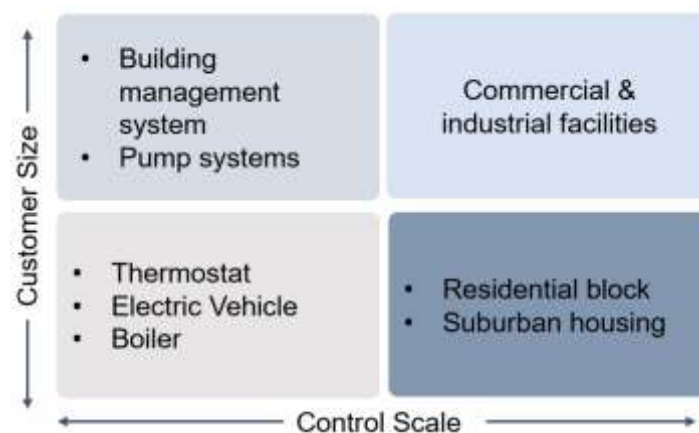 Customer Size
• Building
management
system
• Pump systems
Commercial &
industrial facilities
• Thermostat
• Electric Vehicle
• Boiler
• Residential block
• Suburban housing
Control Scale